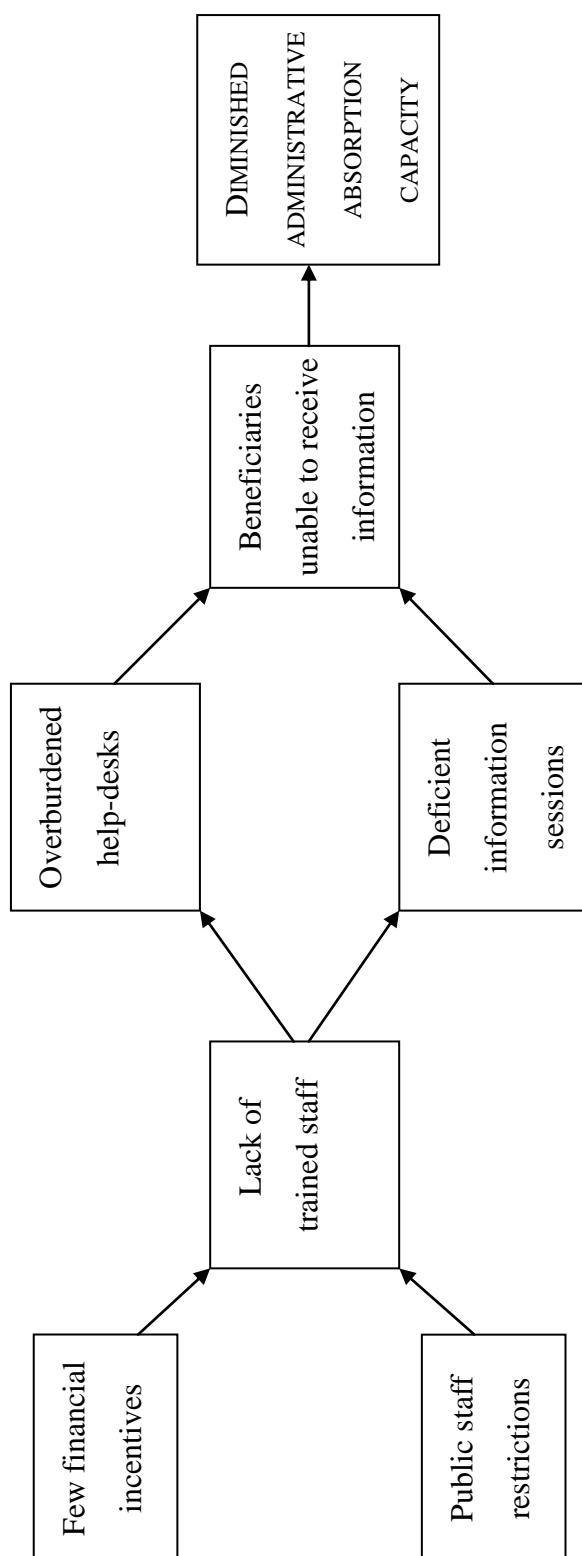 Few financial
incentives
Public staff
restrictions
Lack of
trained staff
Overburdened
help-desks
Deficient
information
sessions
Beneficiaries
unable to receive
information
DIMINISHED
ADMINISTRATIVE
ABSORPTION
CAPACITY